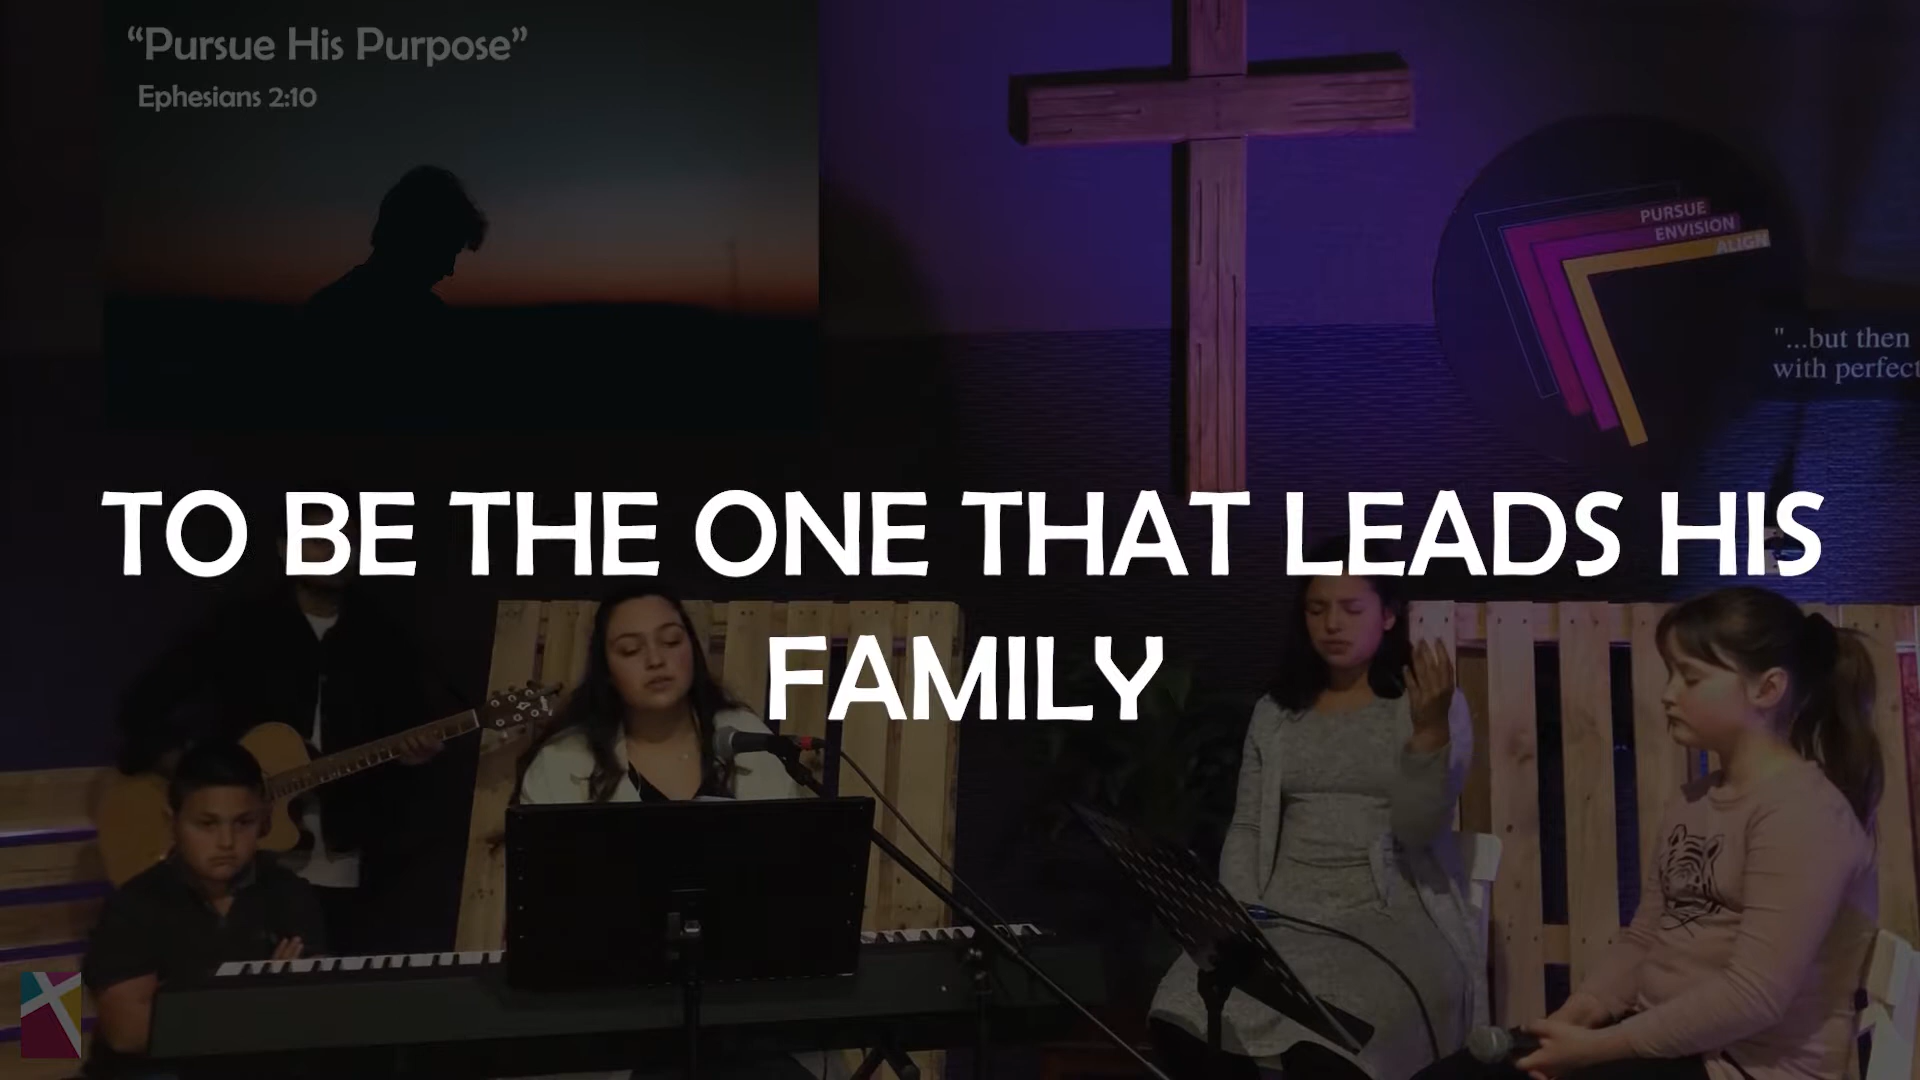 “Pursue His Purpose”
Ephesians 2:10
PURSUE
ENVISION
ALIGN
"...but then
with perfect
TO BE THE ONE THAT LEADS HIS
FAMILY